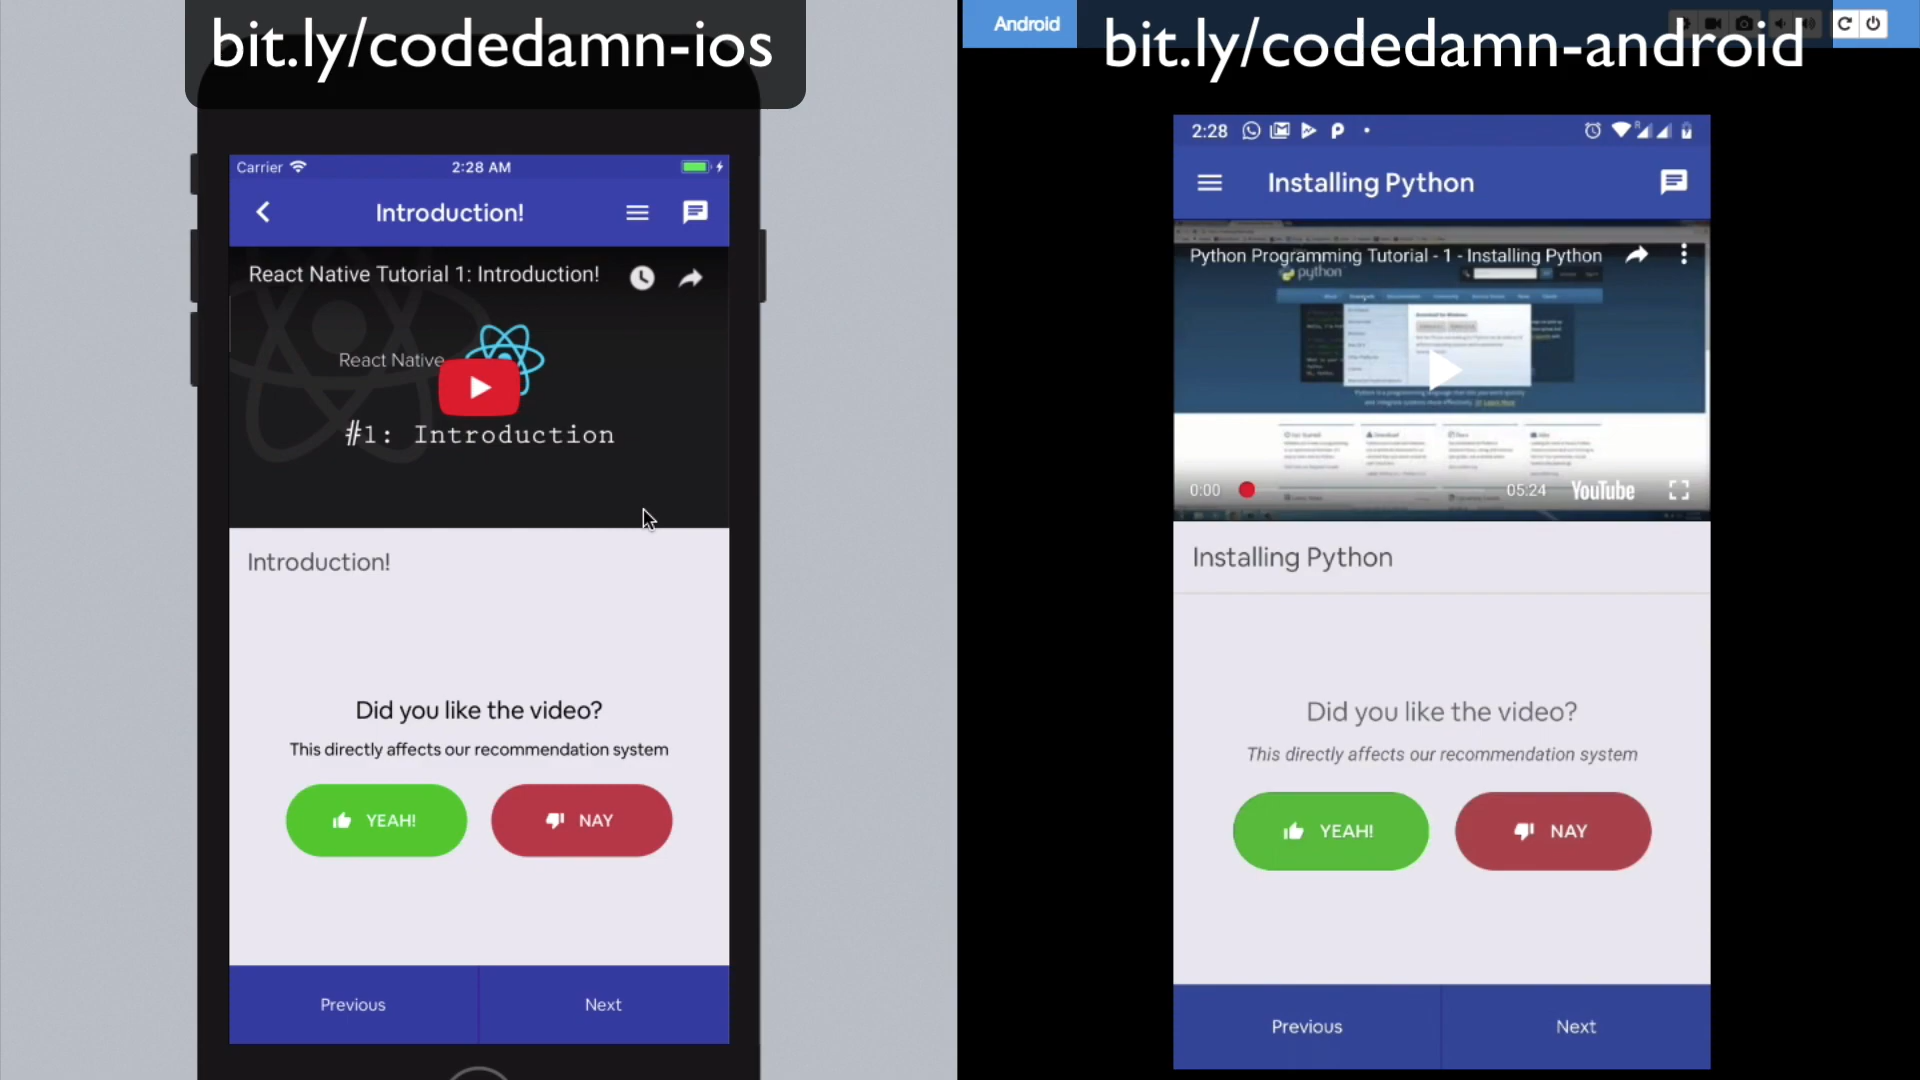 bit.ly/codedamn-ios
Carrier
2:28 AM
Introduction!
React Native Tutorial 1: Introduction!
React Native
#1: Introduction
Introduction!
Did you like the video?
This directly affects our recommendation system
YEAH!
NAY
Previous
Next
Android
bit.ly/codedamn-android
2:28
R
Installing Python
Python Programming Tutorial - 1 - Installing Python
python
0:00
05:24
YouTube
Installing Python
Did you like the video?
This directly affects our recommendation system
YEAH!
NAY
Previous
Next